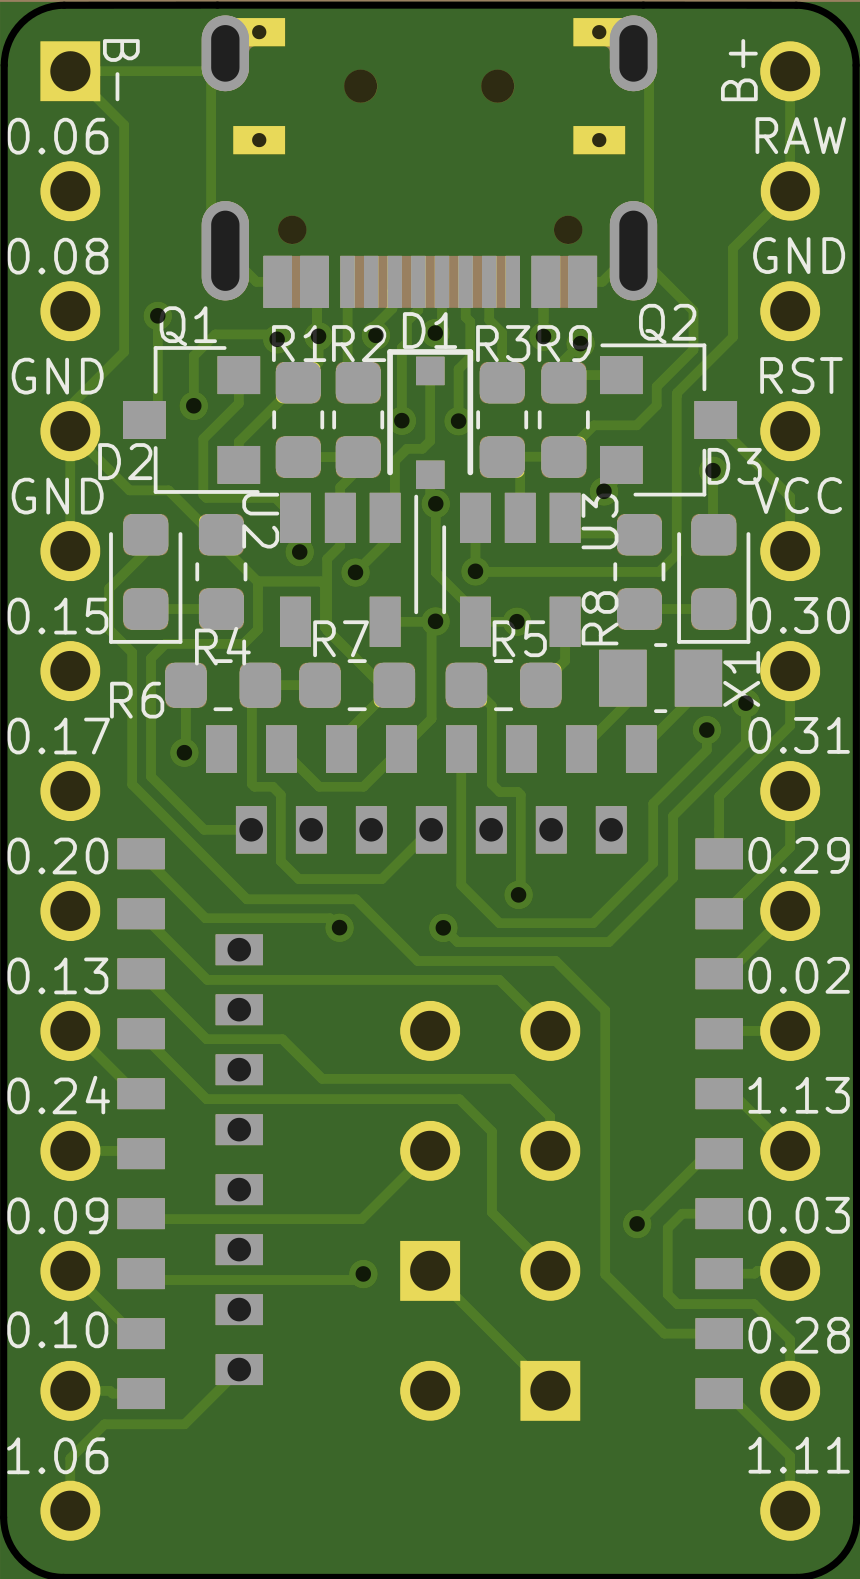 B- B+
0.06 RAW
0.08 GND
Q1 R1 R2 D1 R3 R9 Q2
GND RST
D2 D3
GND U2 U3 VCC
0.15 R4 R7 R5 R8 0.30
R6 X1
0.17 0.31
0.20 0.29
0.13 0.02
0.24 1.13
0.09 0.03
0.10 0.28
1.06 1.11